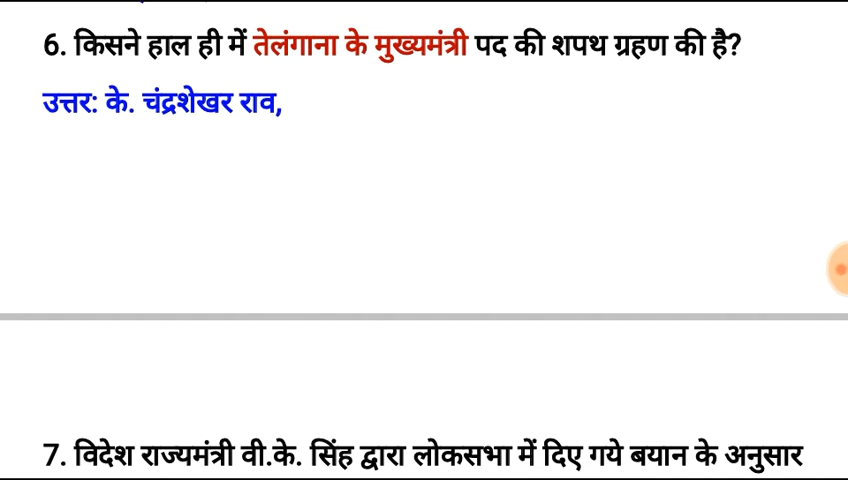 6. किसने हाल ही में तेलंगाना के मुख्यमंत्री पद की शपथ ग्रहण की है?
उत्तर: के. चंद्रशेखर राव,
7. विदेश राज्यमंत्री वी.के. सिंह द्वारा लोकसभा में दिए गये बयान के अनुसार